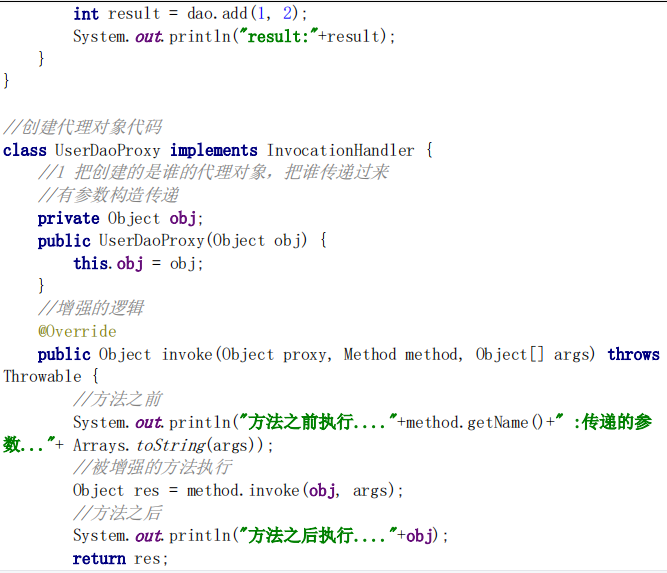 int result = dao.add(1, 2);
        System.out.println("result:"+result);
    }
}

//创建代理对象代码
class UserDaoProxy implements InvocationHandler {
    //1 把创建的是谁的代理对象，把谁传递过来
    //有参数构造传递
    private Object obj;
    public UserDaoProxy(Object obj) {
        this.obj = obj;
    }
    //增强的逻辑
    @Override
    public Object invoke(Object proxy, Method method, Object[] args) throws
Throwable {
        //方法之前
        System.out.println("方法之前执行...."+method.getName()+" :传递的参
数..."+ Arrays.toString(args));
        //被增强的方法执行
        Object res = method.invoke(obj, args);
        //方法之后
        System.out.println("方法之后执行...."+obj);
        return res;